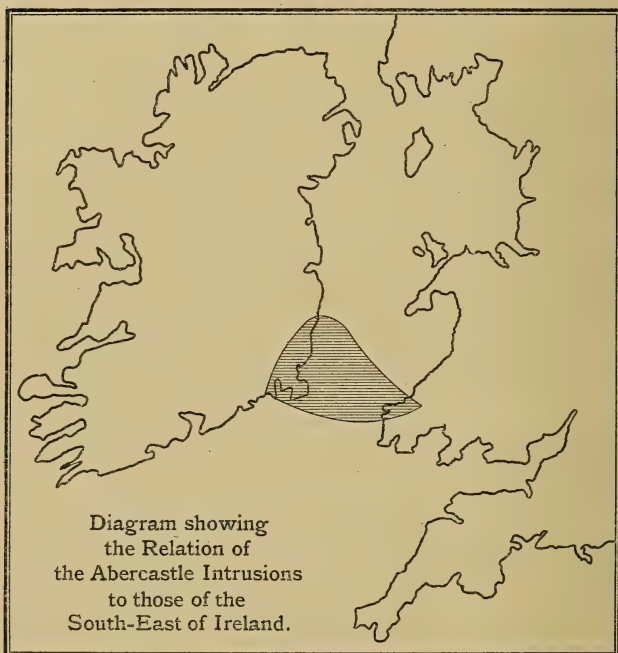 Diagram showing
the Relation of
the Abercastle Intrusions
to those of the
South-East of Ireland.